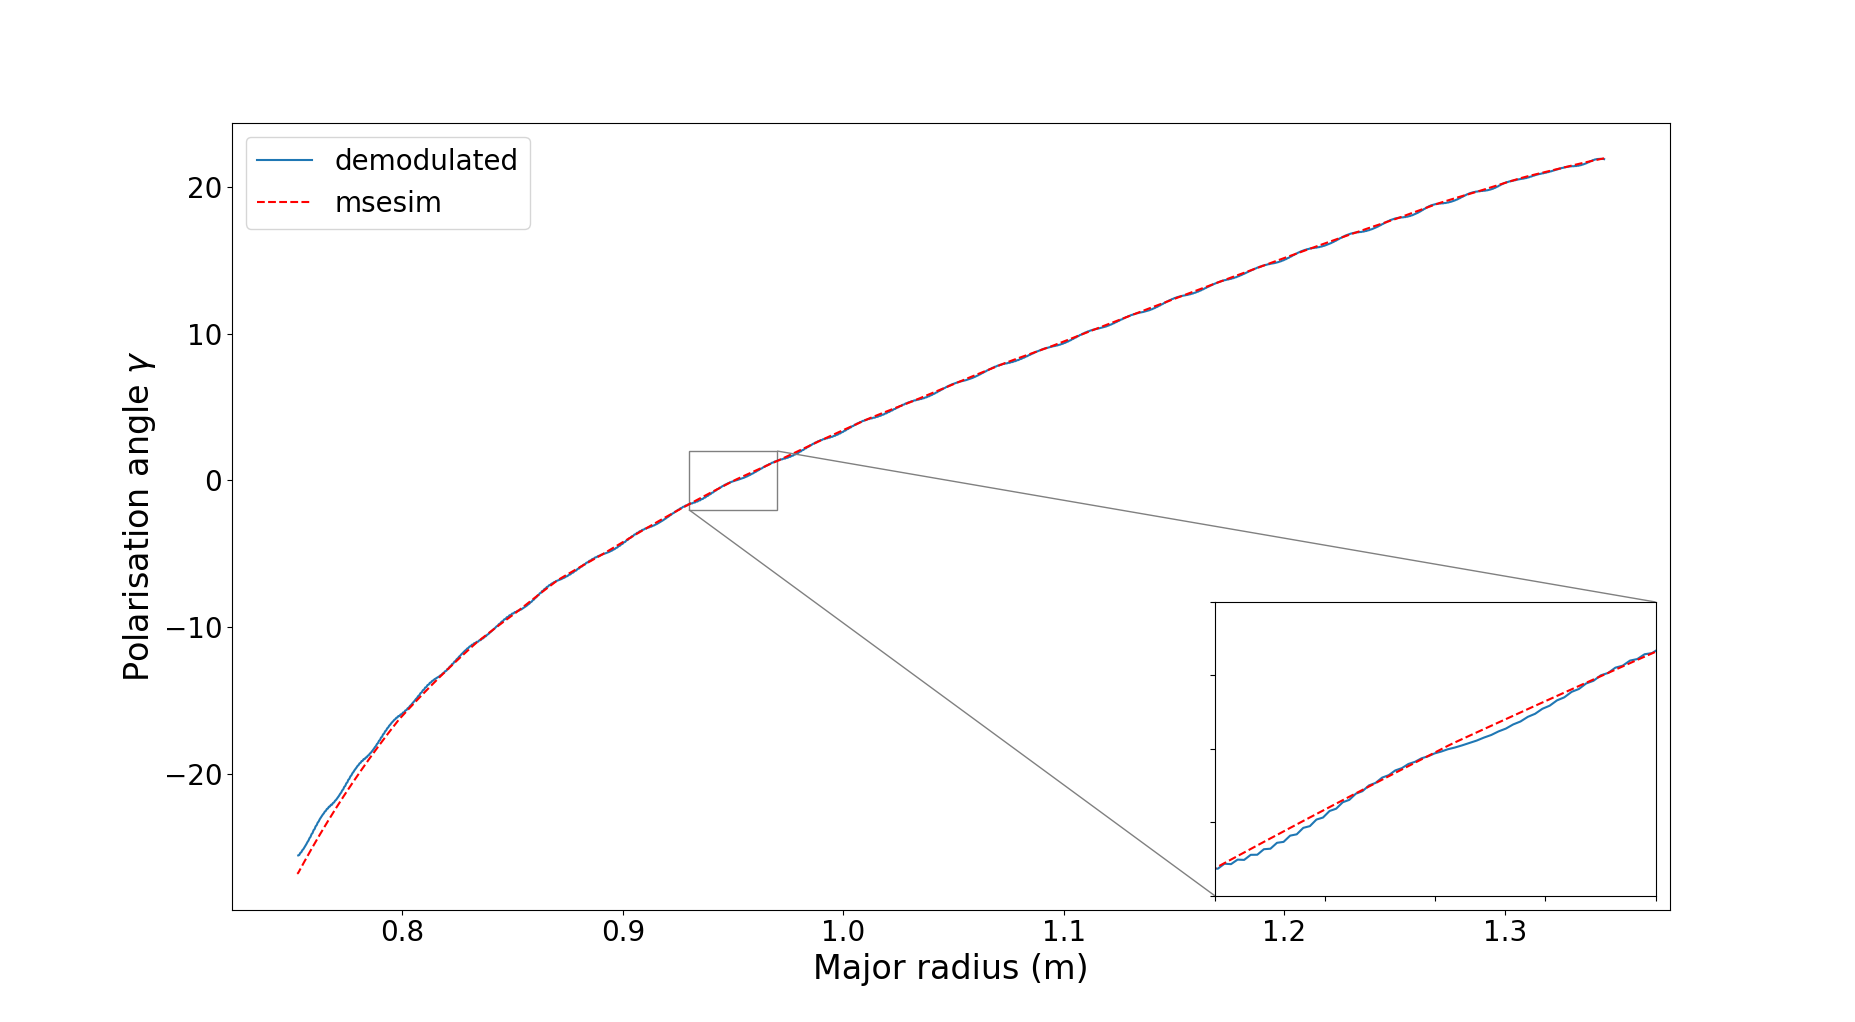 demodulated
msesim
Polarisation angle γ
20
10
0
−10
−20
0.8 0.9 1.0 1.1 1.2 1.3
Major radius (m)